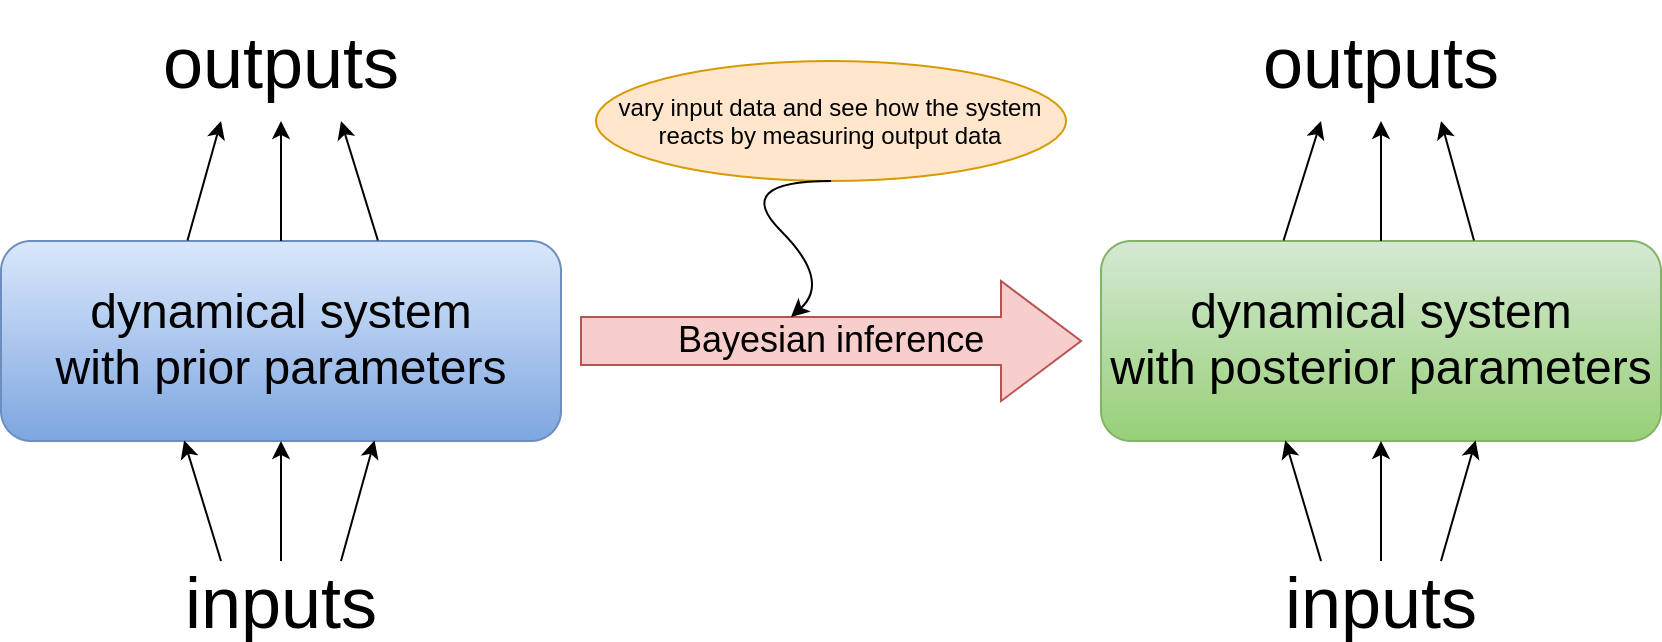 outputs
dynamical system
with prior parameters
inputs
vary input data and see how the system
reacts by measuring output data
Bayesian inference
outputs
dynamical system
with posterior parameters
inputs